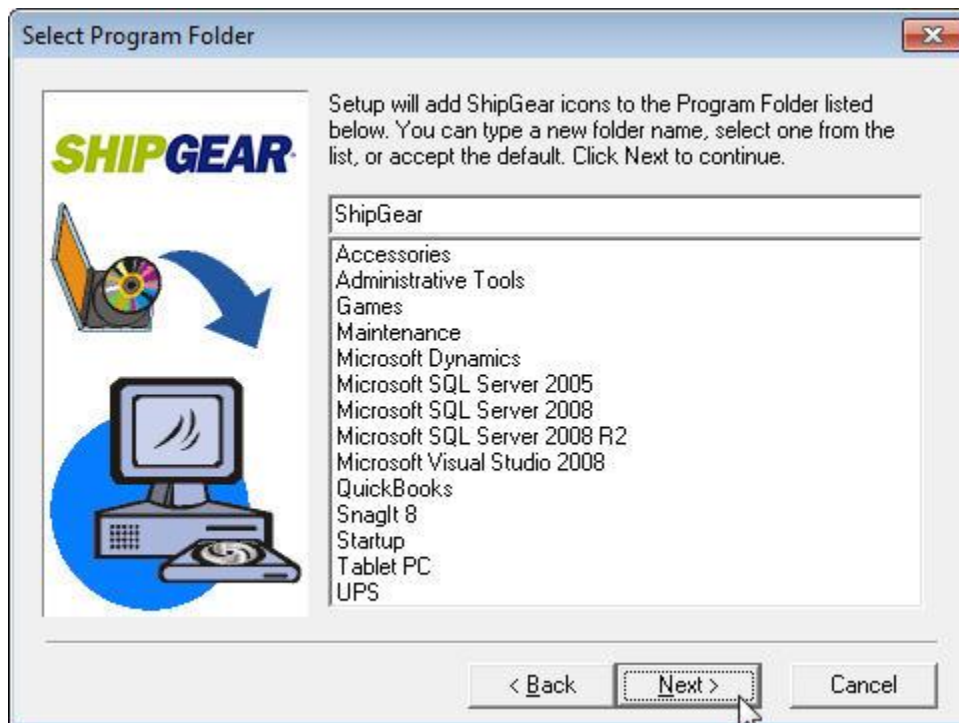 Select Program Folder
SHIPGEAR
Setup will add ShipGear icons to the Program Folder listed
below. You can type a new folder name, select one from the
list, or accept the default. Click Next to continue.
ShipGear
Accessories
Administrative Tools
Games
Maintenance
Microsoft Dynamics
Microsoft SQL Server 2005
Microsoft SQL Server 2008
Microsoft SQL Server 2008 R2
Microsoft Visual Studio 2008
QuickBooks
SnagIt 8
Startup
Tablet PC
UPS
< Back
Next >
Cancel